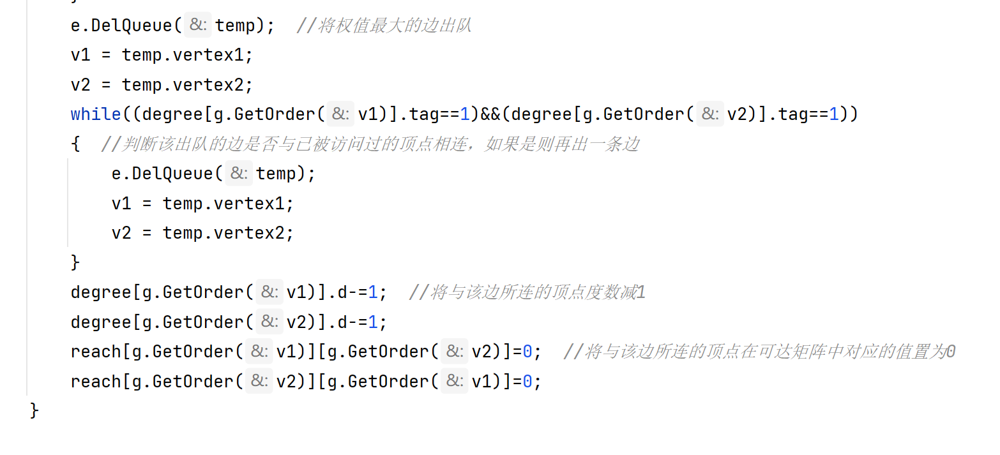 }
e.DelQueue( &: temp);  //将权值最大的边出队
v1 = temp.vertex1;
v2 = temp.vertex2;
while((degree[g.GetOrder( &: v1)].tag==1)&&(degree[g.GetOrder( &: v2)].tag==1))
{  //判断该出队的边是否与已被访问过的顶点相连，如果是则再出一条边
e.DelQueue( &: temp);
v1 = temp.vertex1;
v2 = temp.vertex2;
}
degree[g.GetOrder( &: v1)].d-=1;  //将与该边所连的顶点度数减1
degree[g.GetOrder( &: v2)].d-=1;
reach[g.GetOrder( &: v1)][g.GetOrder( &: v2)]=0;  //将与该边所连的顶点在可达矩阵中对应的值置为0
reach[g.GetOrder( &: v2)][g.GetOrder( &: v1)]=0;
}